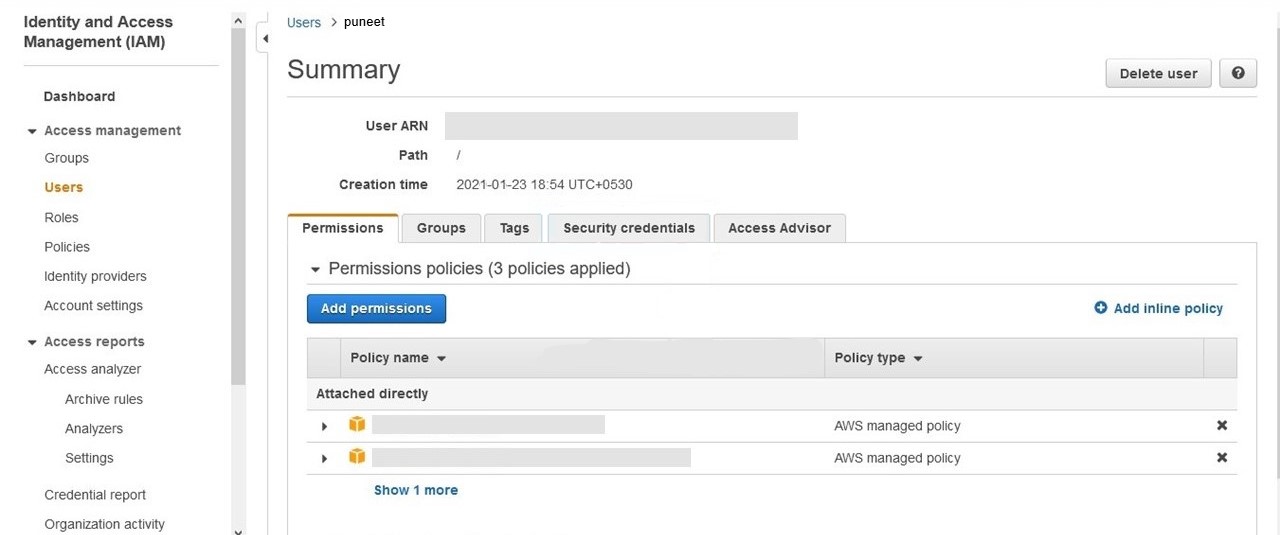 Identity and Access
Management (IAM)
Dashboard
Access management
Groups
Users
Roles
Policies
Identity providers
Account settings
Access reports
Access analyzer
Archive rules
Analyzers
Settings
Credential report
Organization activity
Users > puneet
Summary
Delete user
?
User ARN
Path /
Creation time 2021-01-23 18:54 UTC+0530
Permissions Groups Tags Security credentials Access Advisor
Permissions policies (3 policies applied)
Add permissions
Add inline policy
Policy name Policy type
Attached directly
AWS managed policy
AWS managed policy
Show 1 more